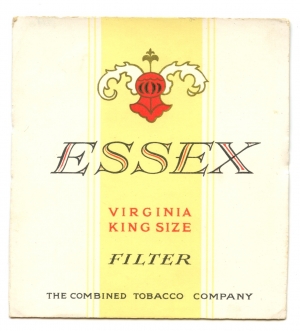 ESSEX
VIRGINIA
KING SIZE
FILTER
THE COMBINED TOBACCO COMPANY